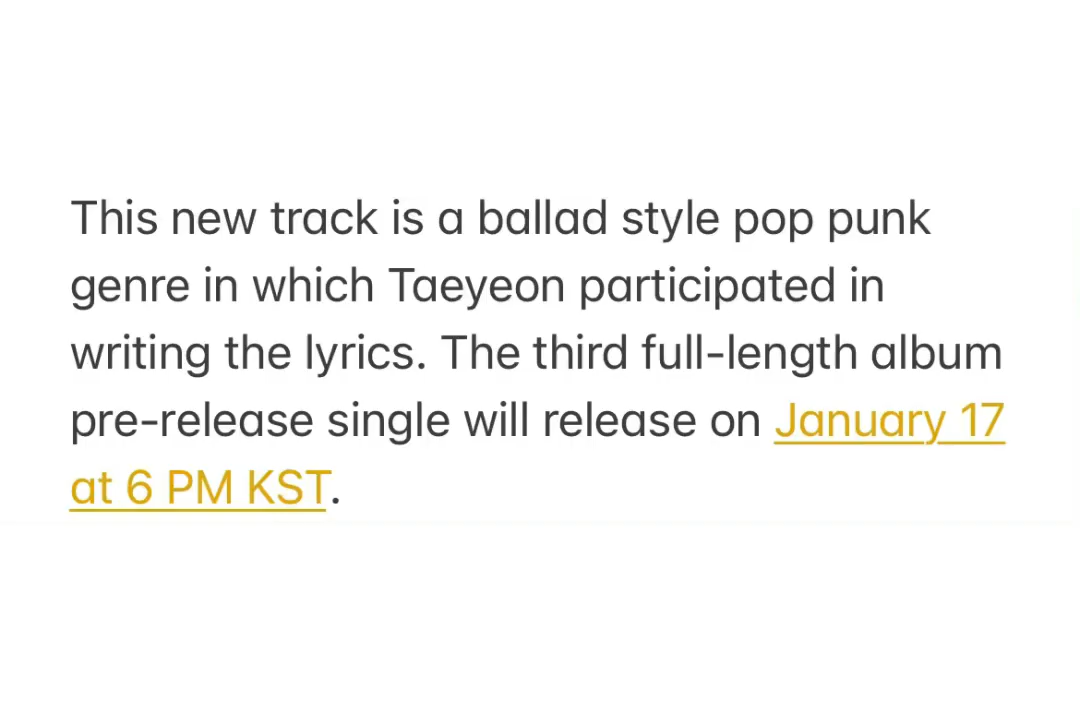 This new track is a ballad style pop punk
genre in which Taeyeon participated in
writing the lyrics. The third full-length album
pre-release single will release on January 17
at 6 PM KST.